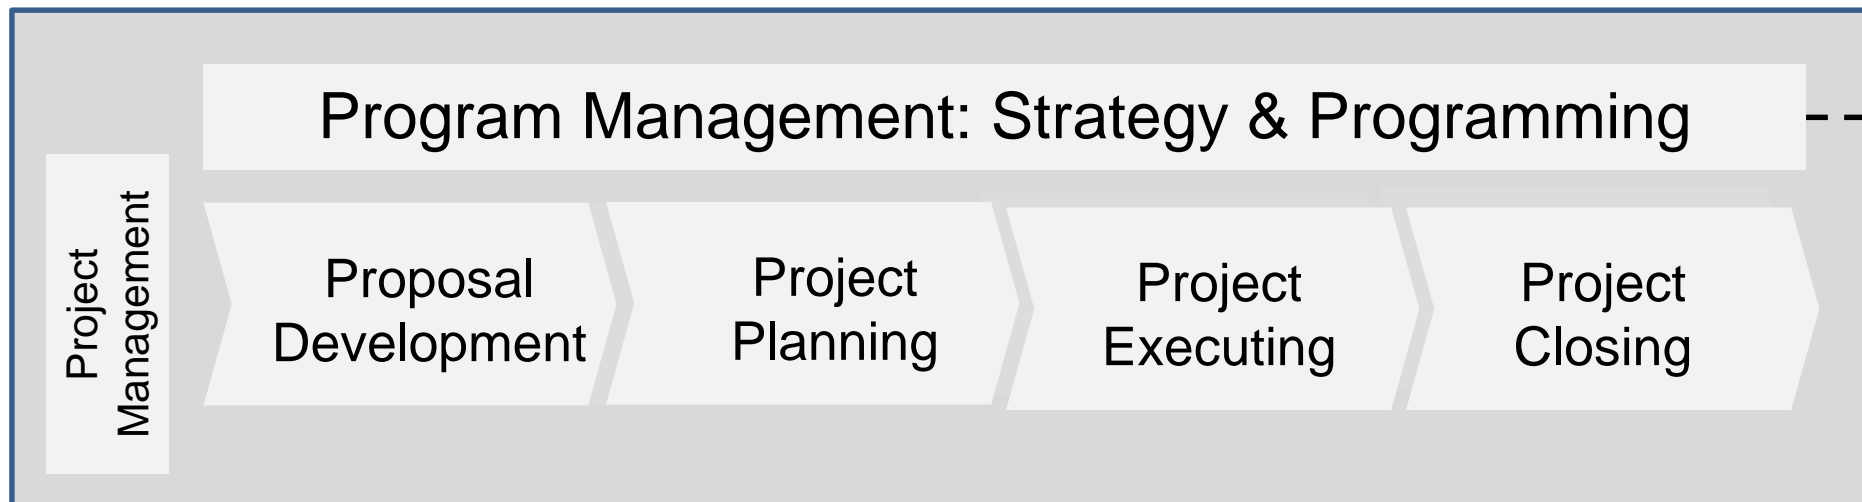 Program Management: Strategy & Programming
Project
Management
Proposal
Development
Project
Planning
Project
Executing
Project
Closing